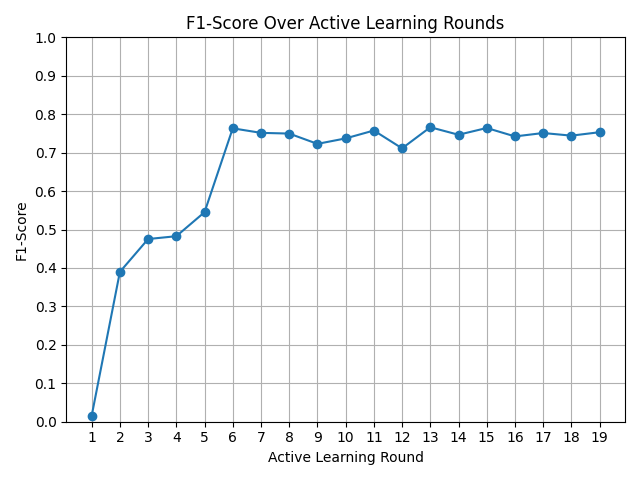 F1-Score Over Active Learning Rounds
1.0
0.9
0.8
0.7
0.6
0.5
0.4
0.3
0.2
0.1
0.0
F1-Score
1 2 3 4 5 6 7 8 9 10 11 12 13 14 15 16 17 18 19
Active Learning Round